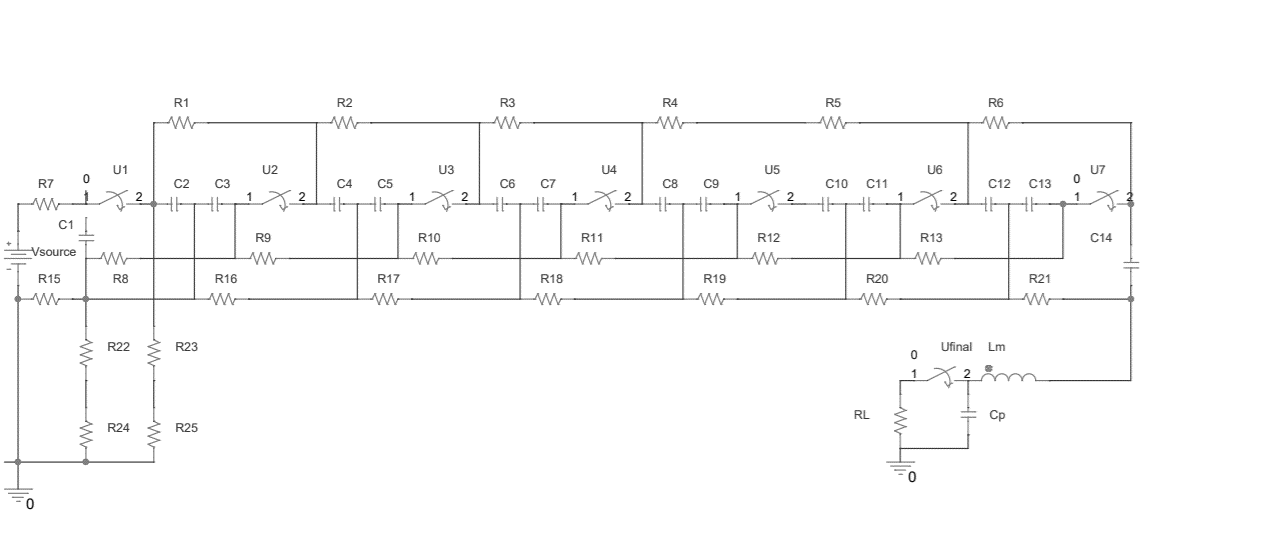 R1 R2 R3 R4 R5 R6
0 U1 U2 U3 U4 U5 U6 0 U7
R7 C2 C3 C4 C5 C6 C7 C8 C9 C10 C11 C12 C13
1 2 1 2 1 2 1 2 1 2 1 2 1 2
C1
R9 R10 R11 R12 R13 C14
+
Vsource
-
R15 R8 R16 R17 R18 R19 R20 R21
R22 R23 Ufinal Lm
0
1 2
RL Cp
R24 R25
0
0